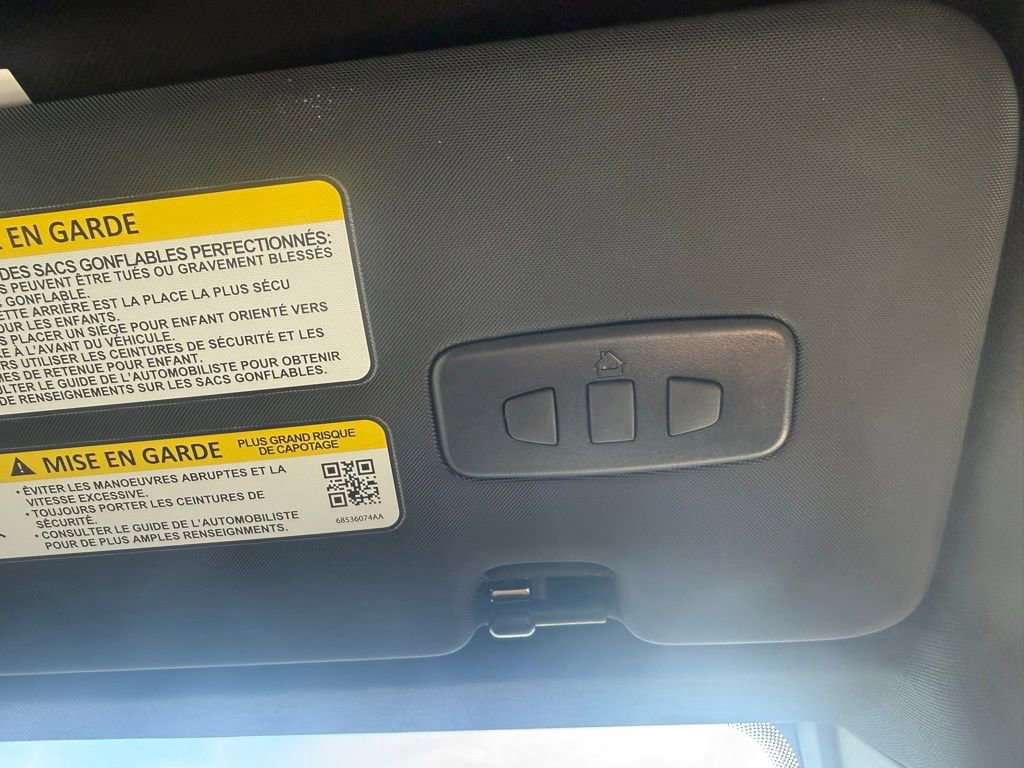 EN GARDE
DES SACS GONFLABLES PERFECTIONNÉS:
PEUVENT ÊTRE TUÉS OU GRAVEMENT BLESSÉS
GONFLABLE.
ARRIÈRE EST LA PLACE LA PLUS SÉCU
LES ENFANTS.
PLACER UN SIÈGE POUR ENFANT ORIENTÉ VERS
À L'AVANT DU VÉHICULE.
UTILISER LES CEINTURES DE SÉCURITÉ ET LES
DE RETENUE POUR ENFANT.
LE GUIDE DE L'AUTOMOBILISTE POUR OBTENIR
DE RENSEIGNEMENTS SUR LES SACS GONFLABLES.
MISE EN GARDE PLUS GRAND RISQUE
DE CAPOTAGE
• ÉVITER LES MANOEUVRES ABRUPTES ET LA
VITESSE EXCESSIVE.
• TOUJOURS PORTER LES CEINTURES DE
SÉCURITÉ.
• CONSULTER LE GUIDE DE L'AUTOMOBILISTE
POUR DE PLUS AMPLES RENSEIGNMENTS.
68536074AA